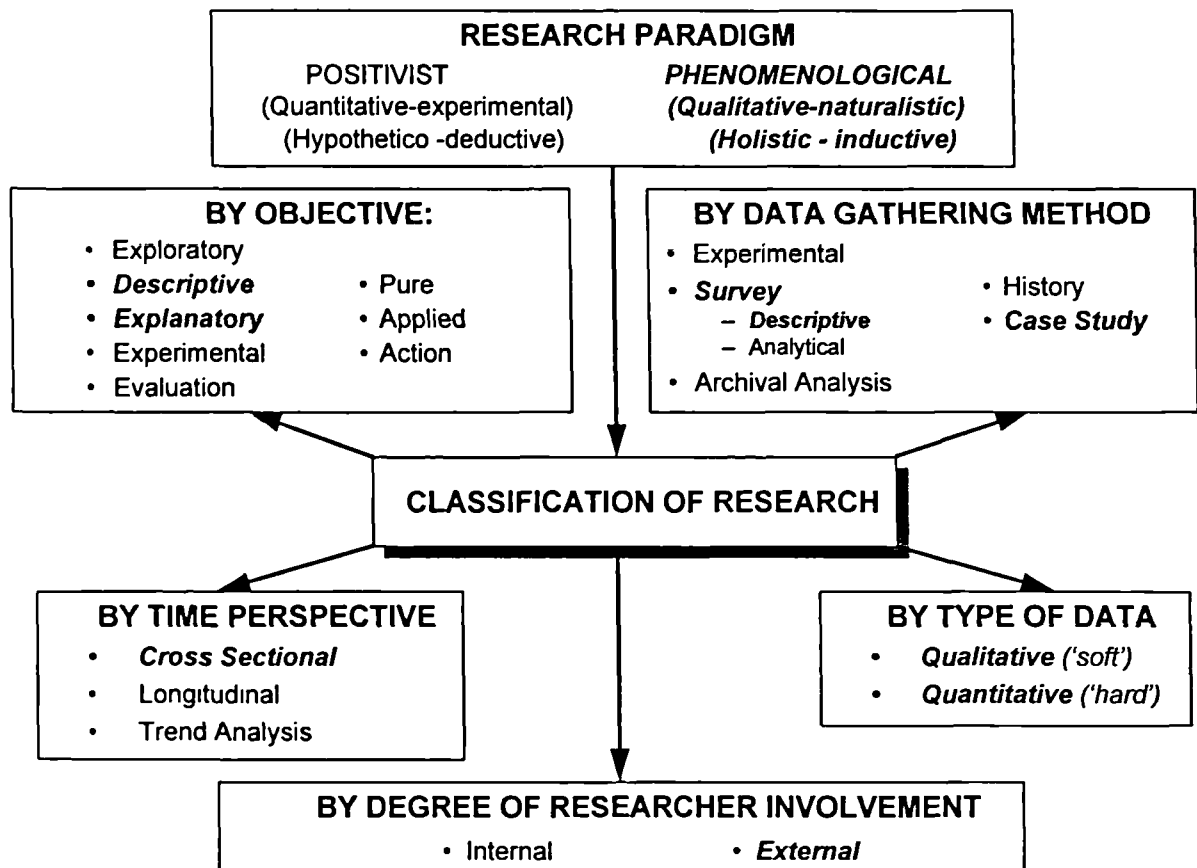 RESEARCH PARADIGM
POSITIVIST PHENOMENOLOGICAL
(Quantitative-experimental) (Qualitative-naturalistic)
(Hypothetico -deductive) (Holistic - inductive)
BY OBJECTIVE:
• Exploratory
• Descriptive • Pure
• Explanatory • Applied
• Experimental • Action
• Evaluation
BY DATA GATHERING METHOD
• Experimental
• Survey • History
– Descriptive • Case Study
– Analytical
• Archival Analysis
CLASSIFICATION OF RESEARCH
BY TIME PERSPECTIVE
• Cross Sectional
• Longitudinal
• Trend Analysis
BY TYPE OF DATA
• Qualitative (‘soft’)
• Quantitative (‘hard’)
BY DEGREE OF RESEARCHER INVOLVEMENT
• Internal • External